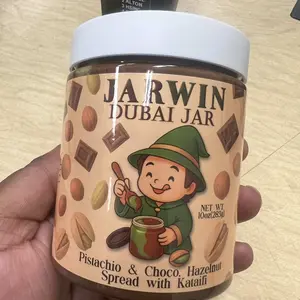 JARWIN
DUBAI JAR
NET WT.
10oz(283g)
Pistachio & Choco. Hazelnut
Spread with Kataifi